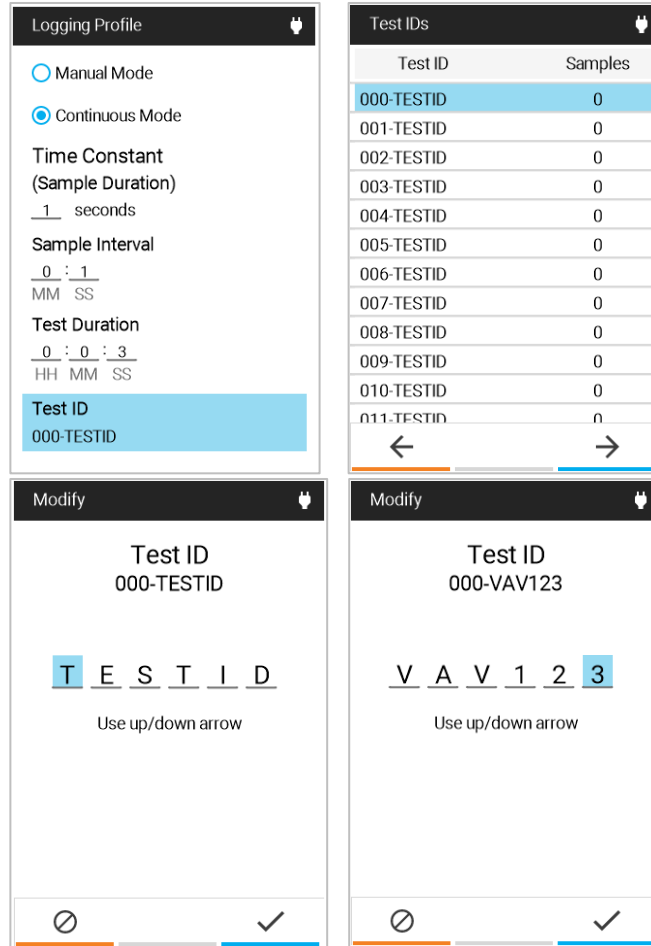 Logging Profile
Manual Mode
Continuous Mode
Time Constant
(Sample Duration)
1 seconds
Sample Interval
0 : 1
MM SS
Test Duration
0 : 0 : 3
HH MM SS
Test ID
000-TESTID
Test IDs
Test ID Samples
000-TESTID 0
001-TESTID 0
002-TESTID 0
003-TESTID 0
004-TESTID 0
005-TESTID 0
006-TESTID 0
007-TESTID 0
008-TESTID 0
009-TESTID 0
010-TESTID 0
011-TESTID 0
Modify
Test ID
000-TESTID
T E S T I D
Use up/down arrow
Modify
Test ID
000-VAV123
V A V 1 2 3
Use up/down arrow